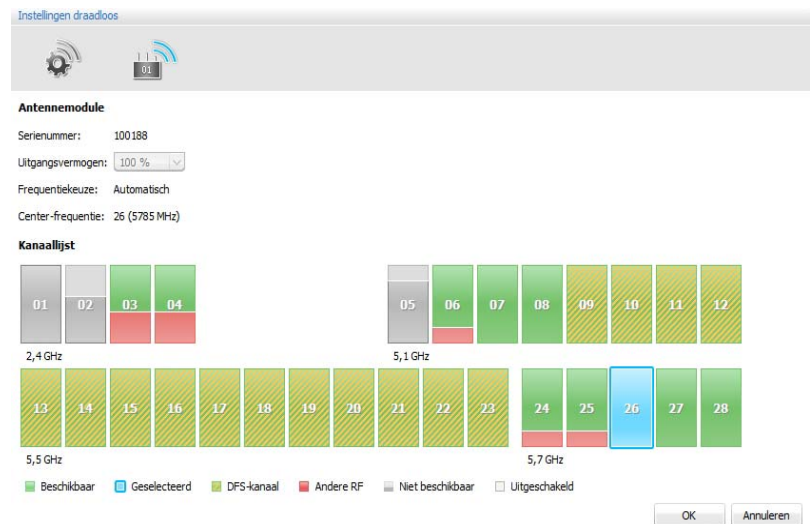 Instellingen draadloos
01
Antennemodule
Serienummer: 100188
Uitgangsvermogen: 100 %
Frequentiekeuze: Automatisch
Center-frequentie: 26 (5785 MHz)
Kanaallijst
01 02 03 04 05 06 07 08 09 10 11 12
2,4 GHz 5,1 GHz
13 14 15 16 17 18 19 20 21 22 23 24 25 26 27 28
5,5 GHz 5,7 GHz
Beschikbaar Geselecteerd DFS-kanaal Andere RF Niet beschikbaar Uitgeschakeld
OK Annuleren